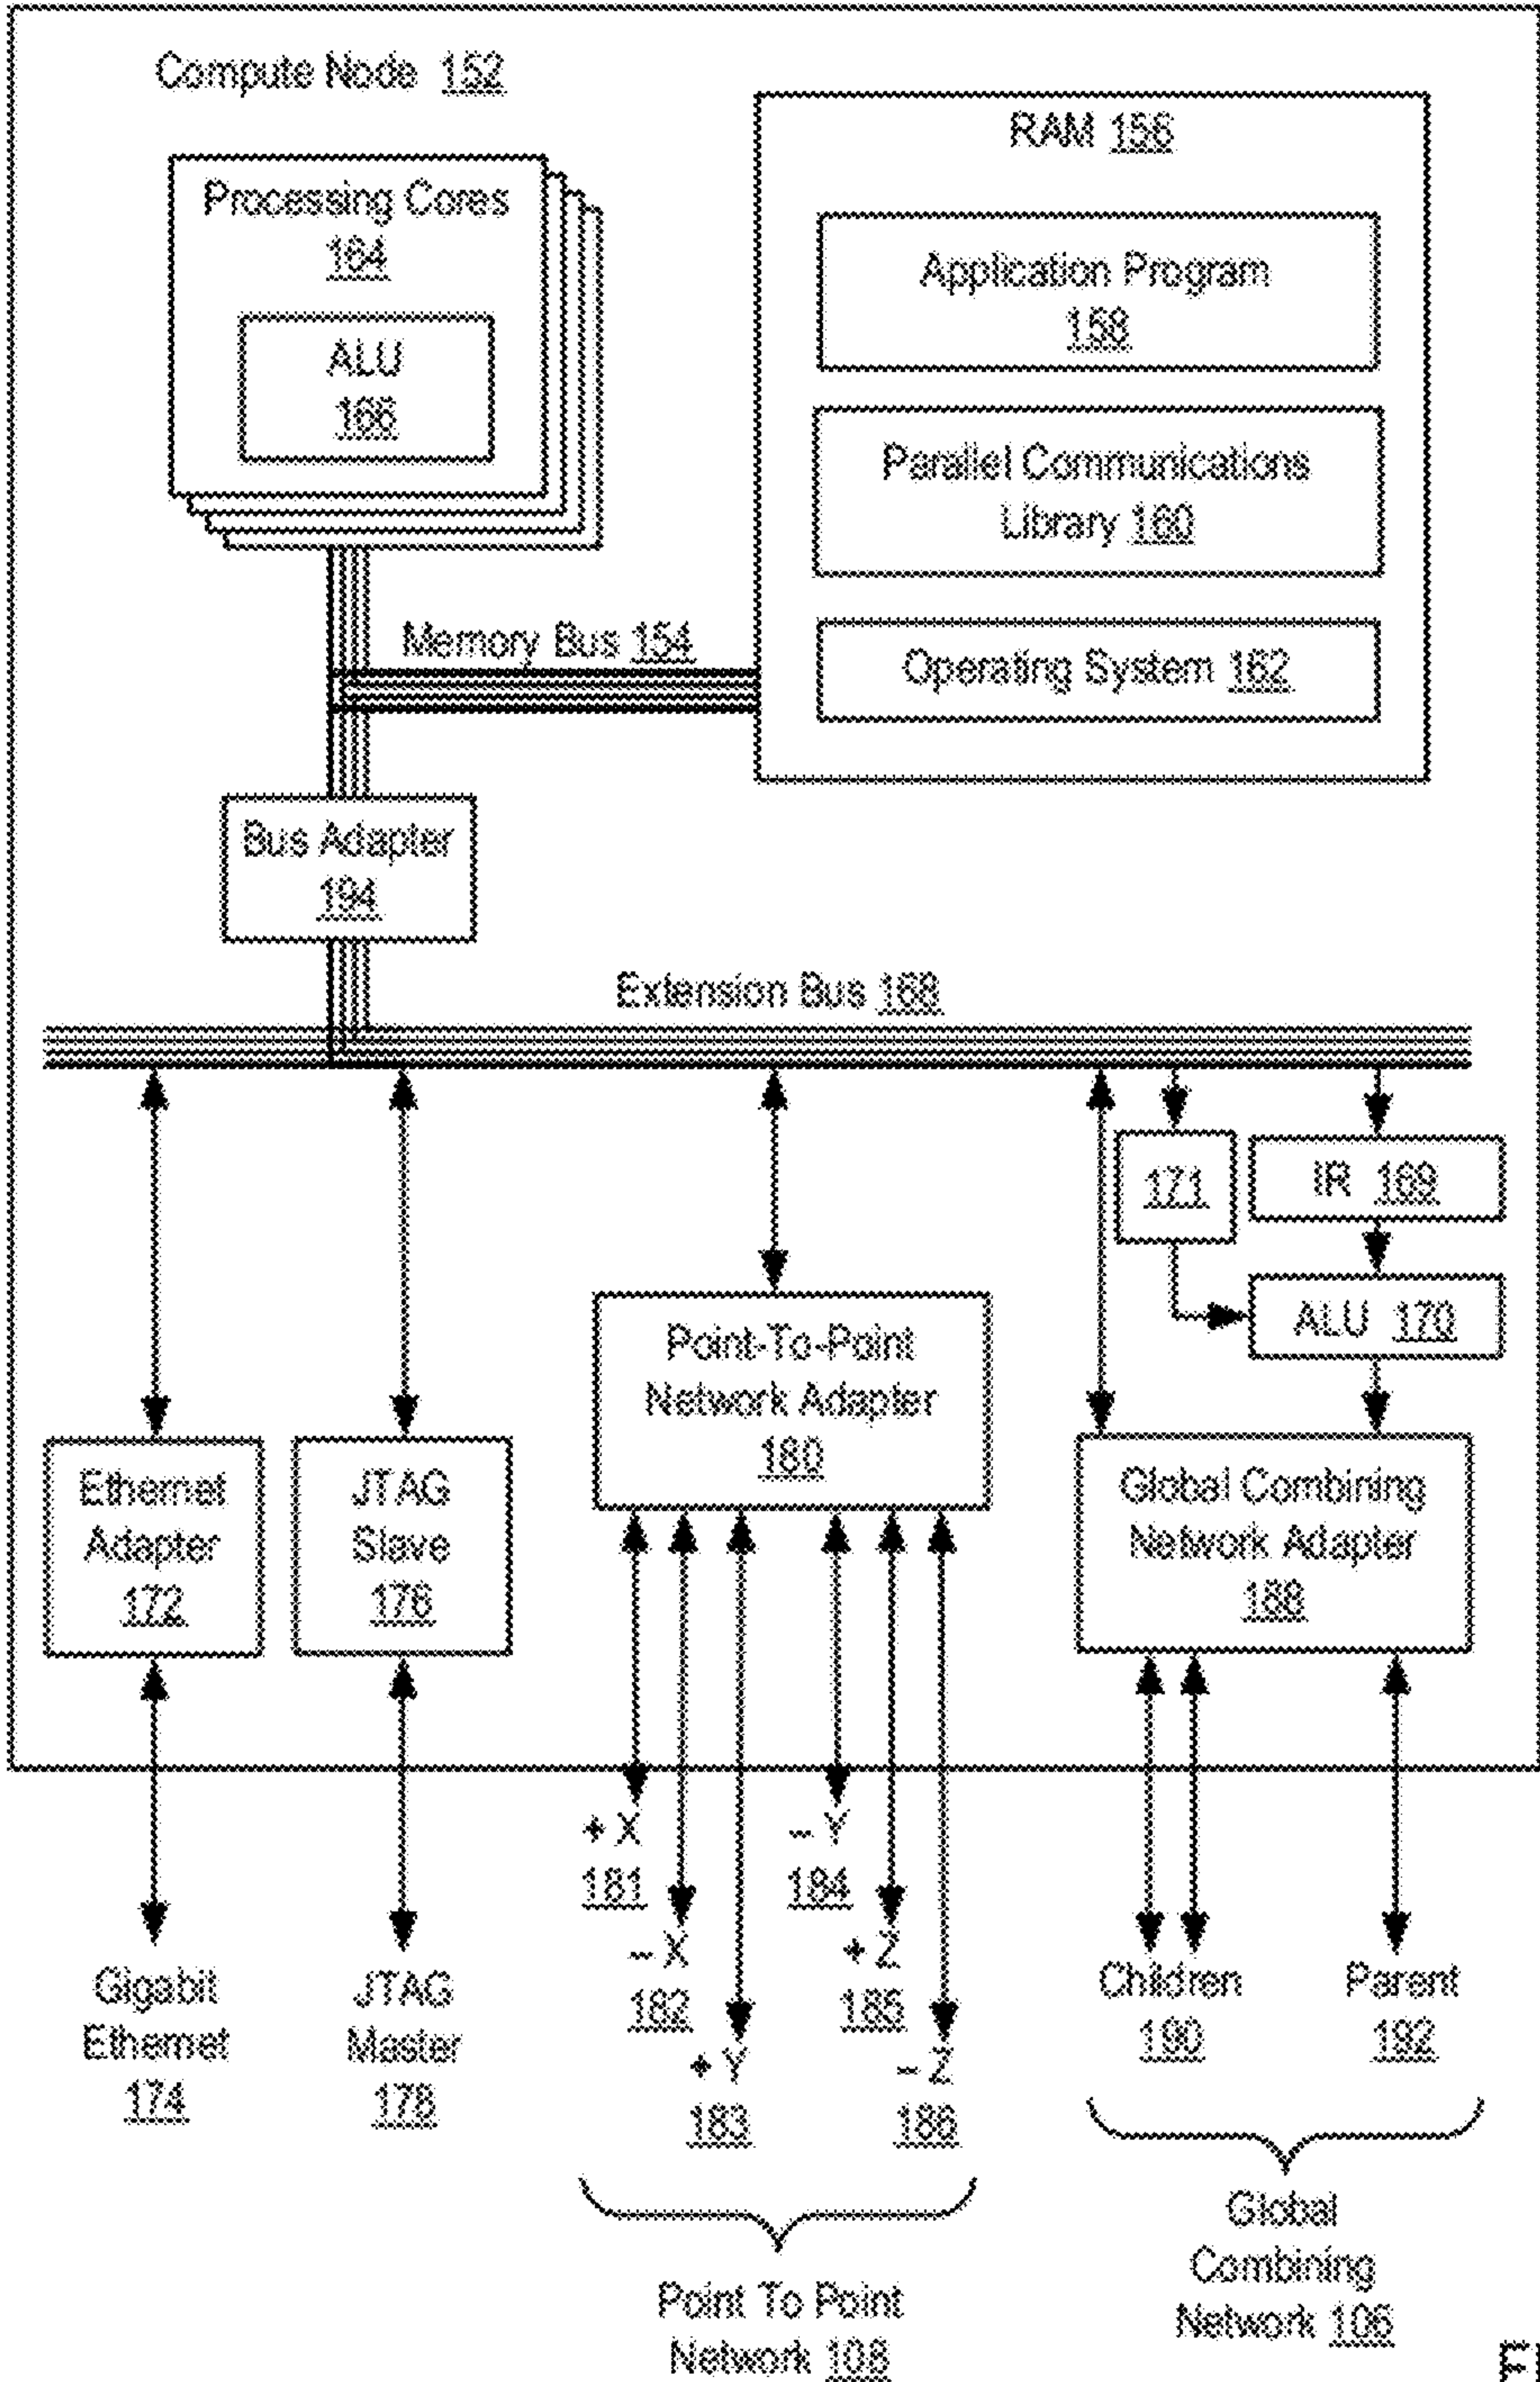 Compute Node 152
RAM 156
Processing Cores
164
ALU
166
Application Program
158
Parallel Communications
Library 160
Operating System 162
Memory Bus 154
Bus Adapter
194
Extension Bus 168
171
IR 169
ALU 170
Point-To-Point
Network Adapter
180
Ethernet
Adapter
172
JTAG
Slave
176
Global Combining
Network Adapter
188
+ X
181
- X
182
+ Y
183
- Y
184
+ Z
185
- Z
186
Gigabit
Ethernet
174
JTAG
Master
178
Children
190
Parent
192
Point To Point
Network 108
Global
Combining
Network 106